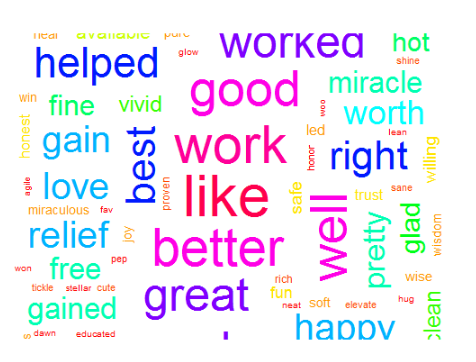 available
pure
near
glow
worked
hot
helped
shine
good
miracle
win
fine
vivid
woo
worth
honest
gain
best
work
led
lean
honor
right
willing
agile
love
proven
like
safe
trust
sane
miraculous
fav
well
pretty
glad
wisdom
relief
joy
better
won
free
pep
rich
wise
tickle
stellar
cute
great
fun
gained
neat
soft
elevate
hug
clean
s
dawn
educated
happy